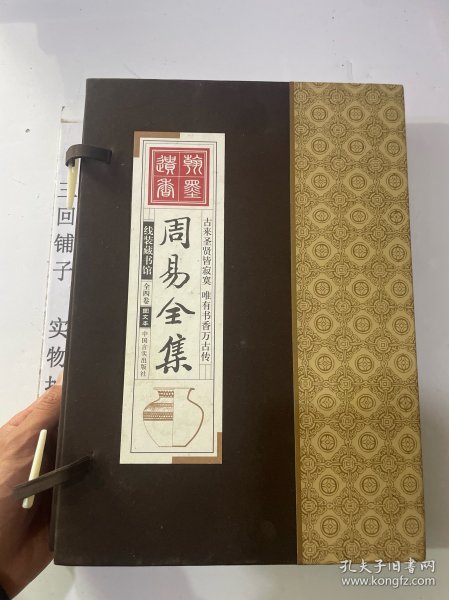 翰墨遗香
古来圣贤皆寂寞 唯有书香万古传
周易全集
线装藏书馆 全四卷 图文本 中国言实出版社
回铺子 实物
孔夫子旧书网
www.kongfz.com